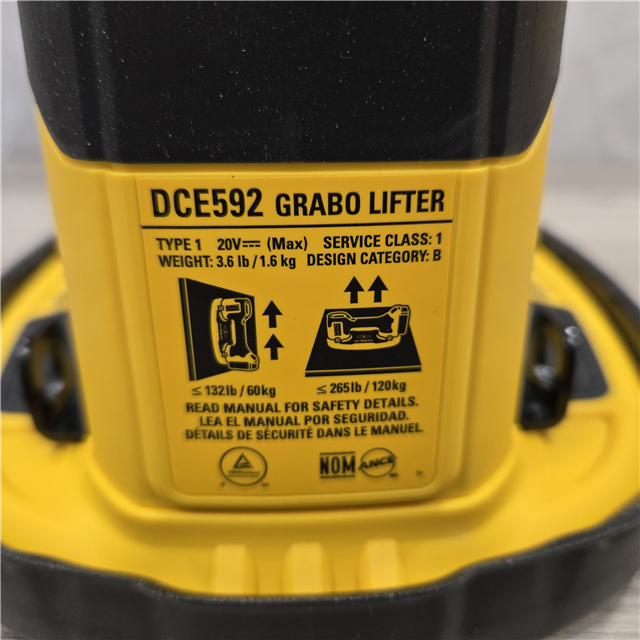 DCE592 GRABO LIFTER
TYPE 1 20V⎓ (Max) SERVICE CLASS: 1
WEIGHT: 3.6 lb / 1.6 kg DESIGN CATEGORY: B
≤ 132lb / 60kg ≤ 265lb / 120kg
READ MANUAL FOR SAFETY DETAILS.
LEA EL MANUAL POR SEGURIDAD.
DÉTAILS DE SÉCURITÉ DANS LE MANUEL.
NOM ANCE